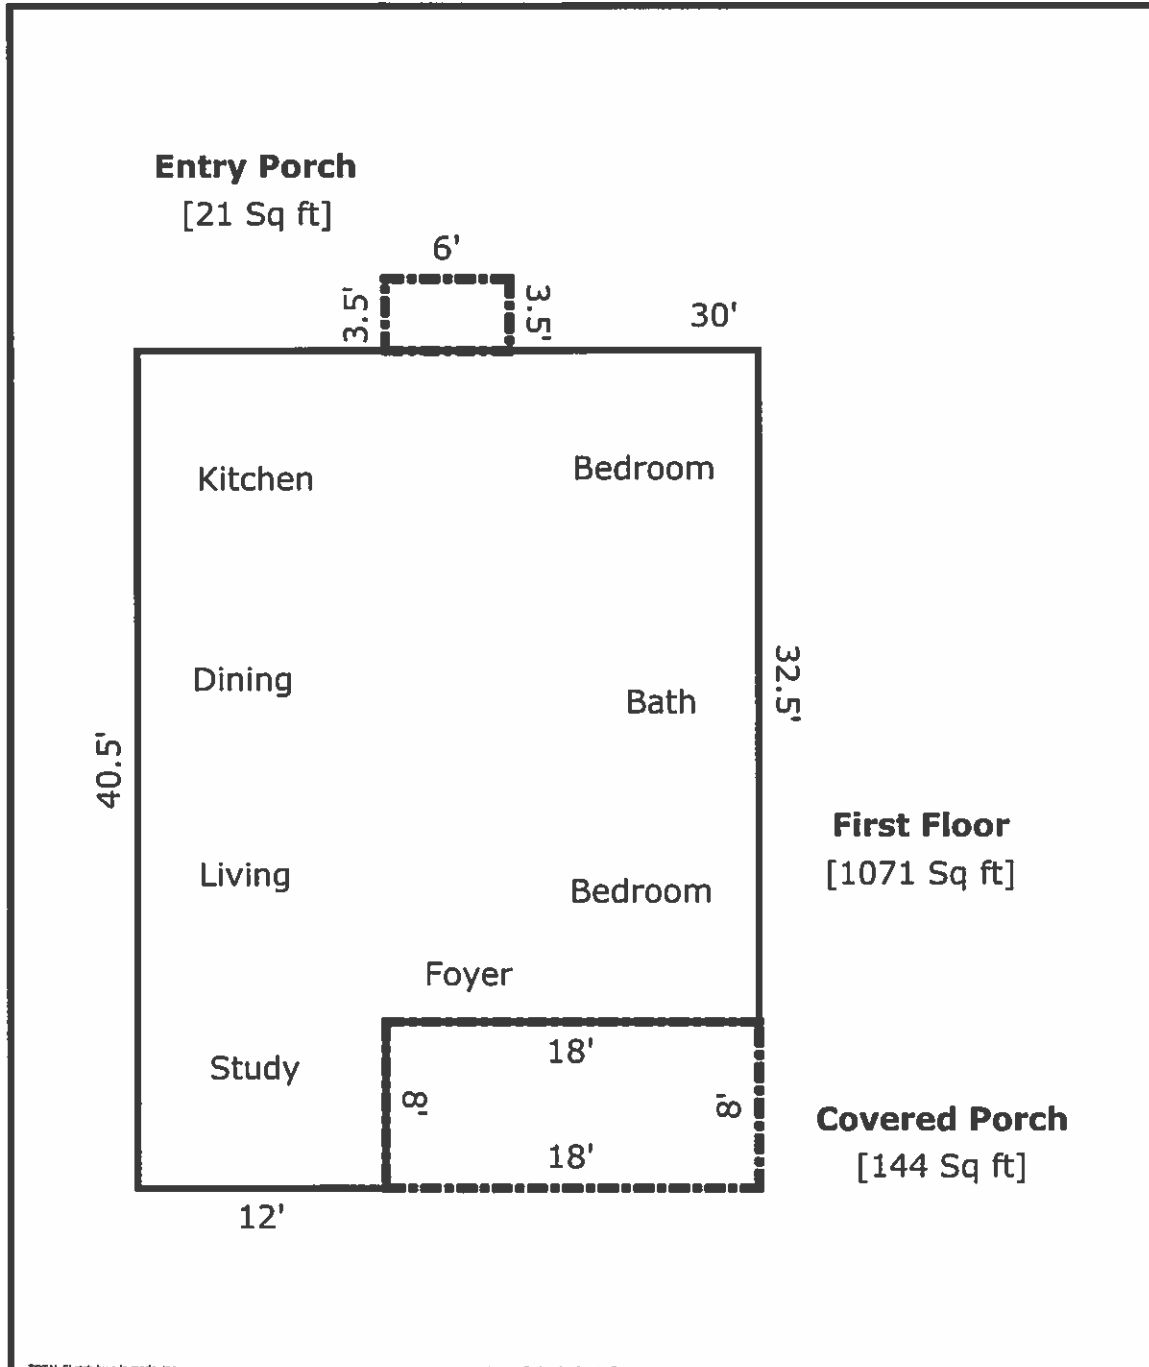 Entry Porch
[21 Sq ft]
6'
3.5'
3.5'
30'
Kitchen
Bedroom
Dining
Bath
32.5'
40.5'
First Floor
[1071 Sq ft]
Living
Bedroom
Foyer
18'
Study
8'
8'
Covered Porch
[144 Sq ft]
18'
12'